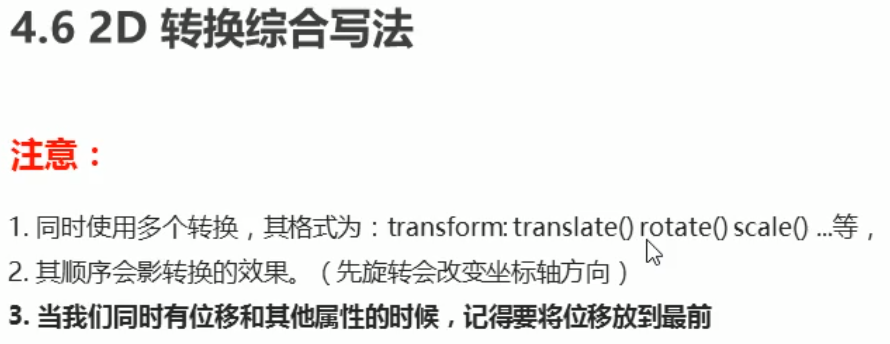 4.6 2D 转换综合写法
注意：
1. 同时使用多个转换，其格式为：transform: translate() rotate() scale() ...等，
2. 其顺序会影转换的效果。（先旋转会改变坐标轴方向）
3. 当我们同时有位移和其他属性的时候，记得要将位移放到最前